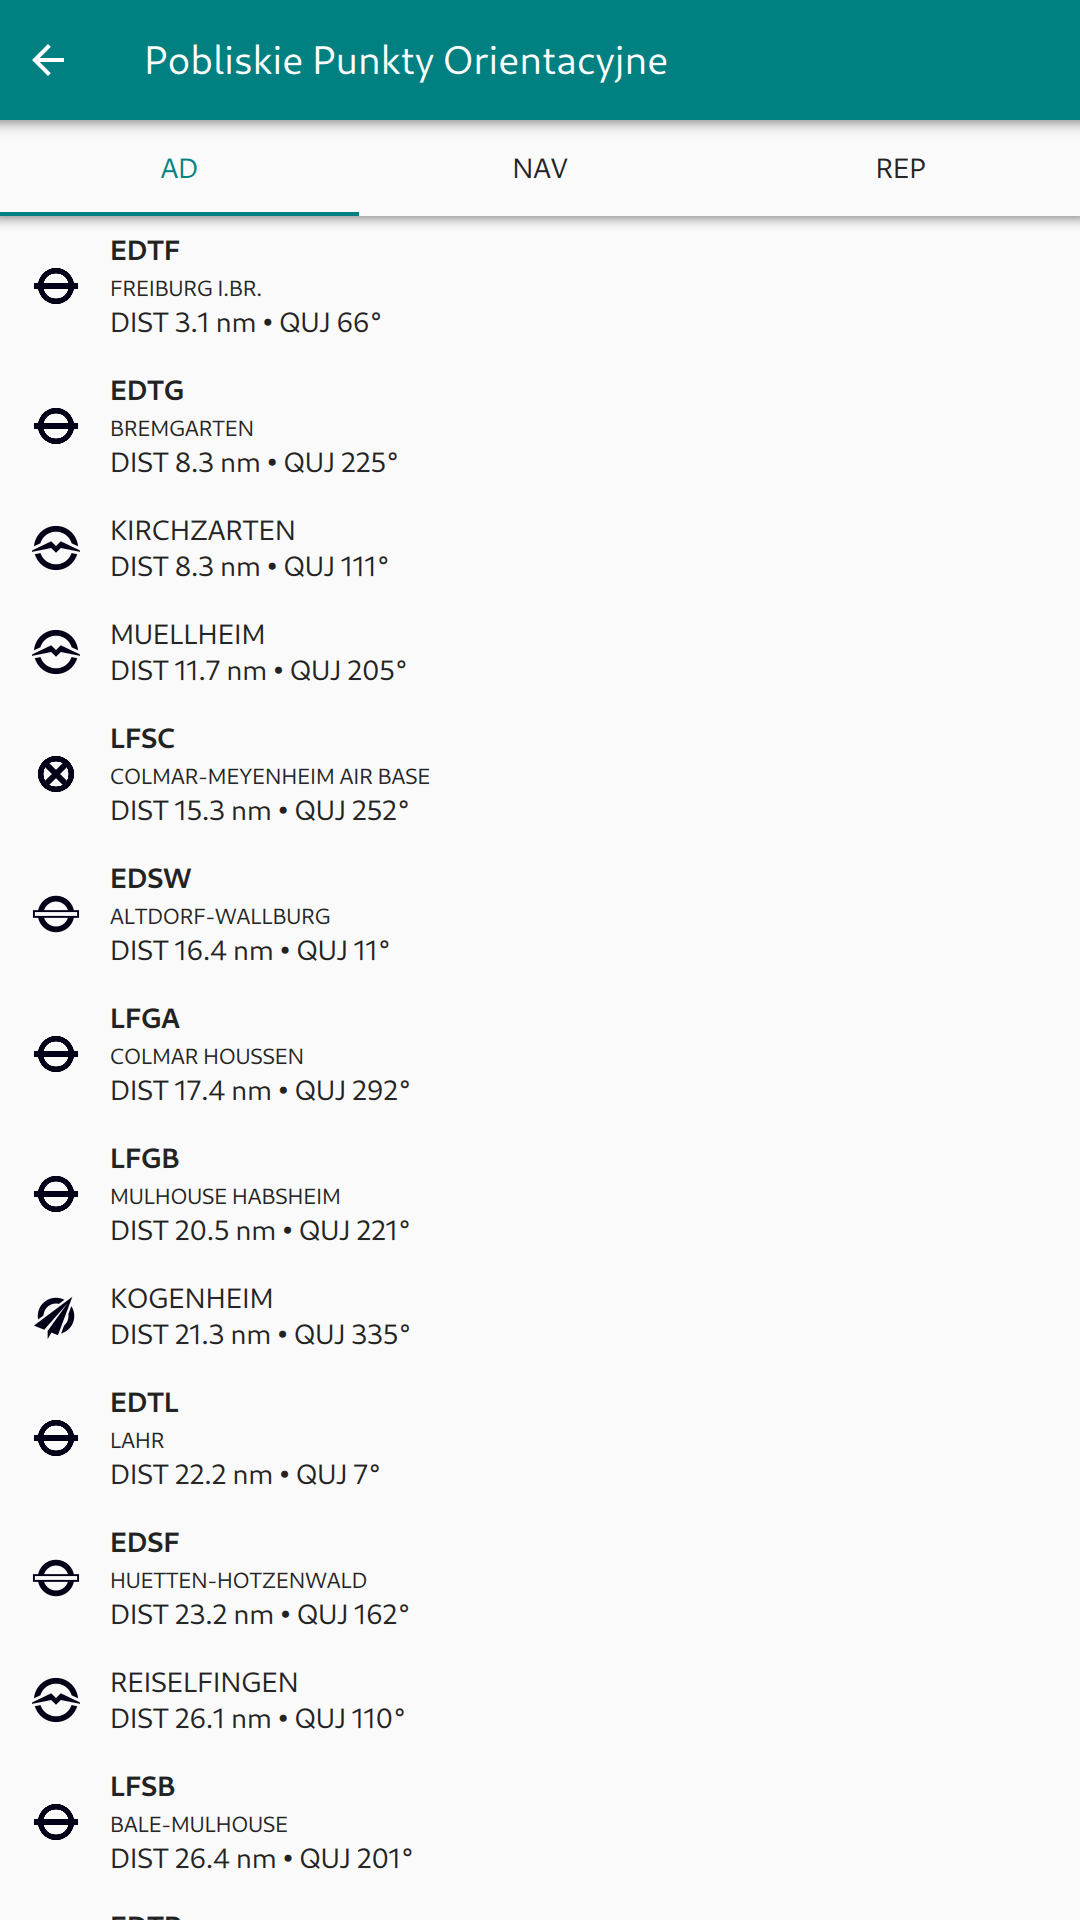 Pobliskie Punkty Orientacyjne
AD
NAV
REP
EDTF
FREIBURG I.BR.
DIST 3.1 nm • QUJ 66°
EDTG
BREMGARTEN
DIST 8.3 nm • QUJ 225°
KIRCHZARTEN
DIST 8.3 nm • QUJ 111°
MUELLHEIM
DIST 11.7 nm • QUJ 205°
LFSC
COLMAR-MEYENHEIM AIR BASE
DIST 15.3 nm • QUJ 252°
EDSW
ALTDORF-WALLBURG
DIST 16.4 nm • QUJ 11°
LFGA
COLMAR HOUSSEN
DIST 17.4 nm • QUJ 292°
LFGB
MULHOUSE HABSHEIM
DIST 20.5 nm • QUJ 221°
KOGENHEIM
DIST 21.3 nm • QUJ 335°
EDTL
LAHR
DIST 22.2 nm • QUJ 7°
EDSF
HUETTEN-HOTZENWALD
DIST 23.2 nm • QUJ 162°
REISELFINGEN
DIST 26.1 nm • QUJ 110°
LFSB
BALE-MULHOUSE
DIST 26.4 nm • QUJ 201°